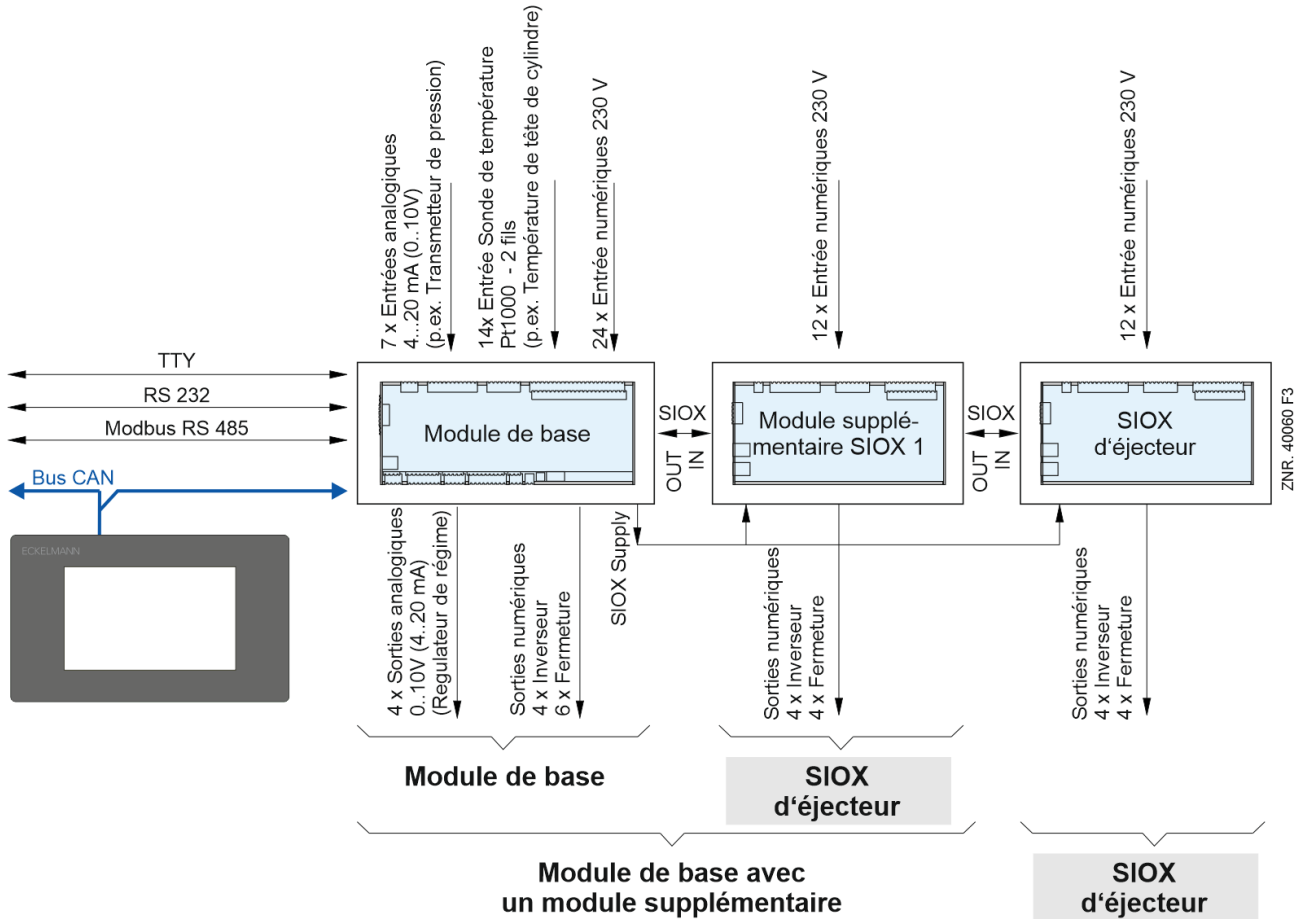 7 x Entrées analogiques
4...20 mA (0..10V)
(p.ex. Transmetteur de pression)
14x Entrée Sonde de température
Pt1000 - 2 fils
(p.ex. Température de tête de cylindre)
24 x Entrée numériques 230 V
12 x Entrée numériques 230 V
12 x Entrée numériques 230 V
TTY
RS 232
Modbus RS 485
Bus CAN
ECKELMANN
Module de base
SIOX
OUT
IN
Module supplé-
mentaire SIOX 1
SIOX
OUT
IN
SIOX
d'éjecteur
ZNR. 400060 F3
4 x Sorties analogiques
0..10V (4..20 mA)
(Regulateur de régime)
Sorties numériques
4 x Inverseur
6 x Fermeture
SIOX Supply
Sorties numériques
4 x Inverseur
4 x Fermeture
Sorties numériques
4 x Inverseur
4 x Fermeture
Module de base
SIOX
d‘éjecteur
Module de base avec
un module supplémentaire
SIOX
d‘éjecteur